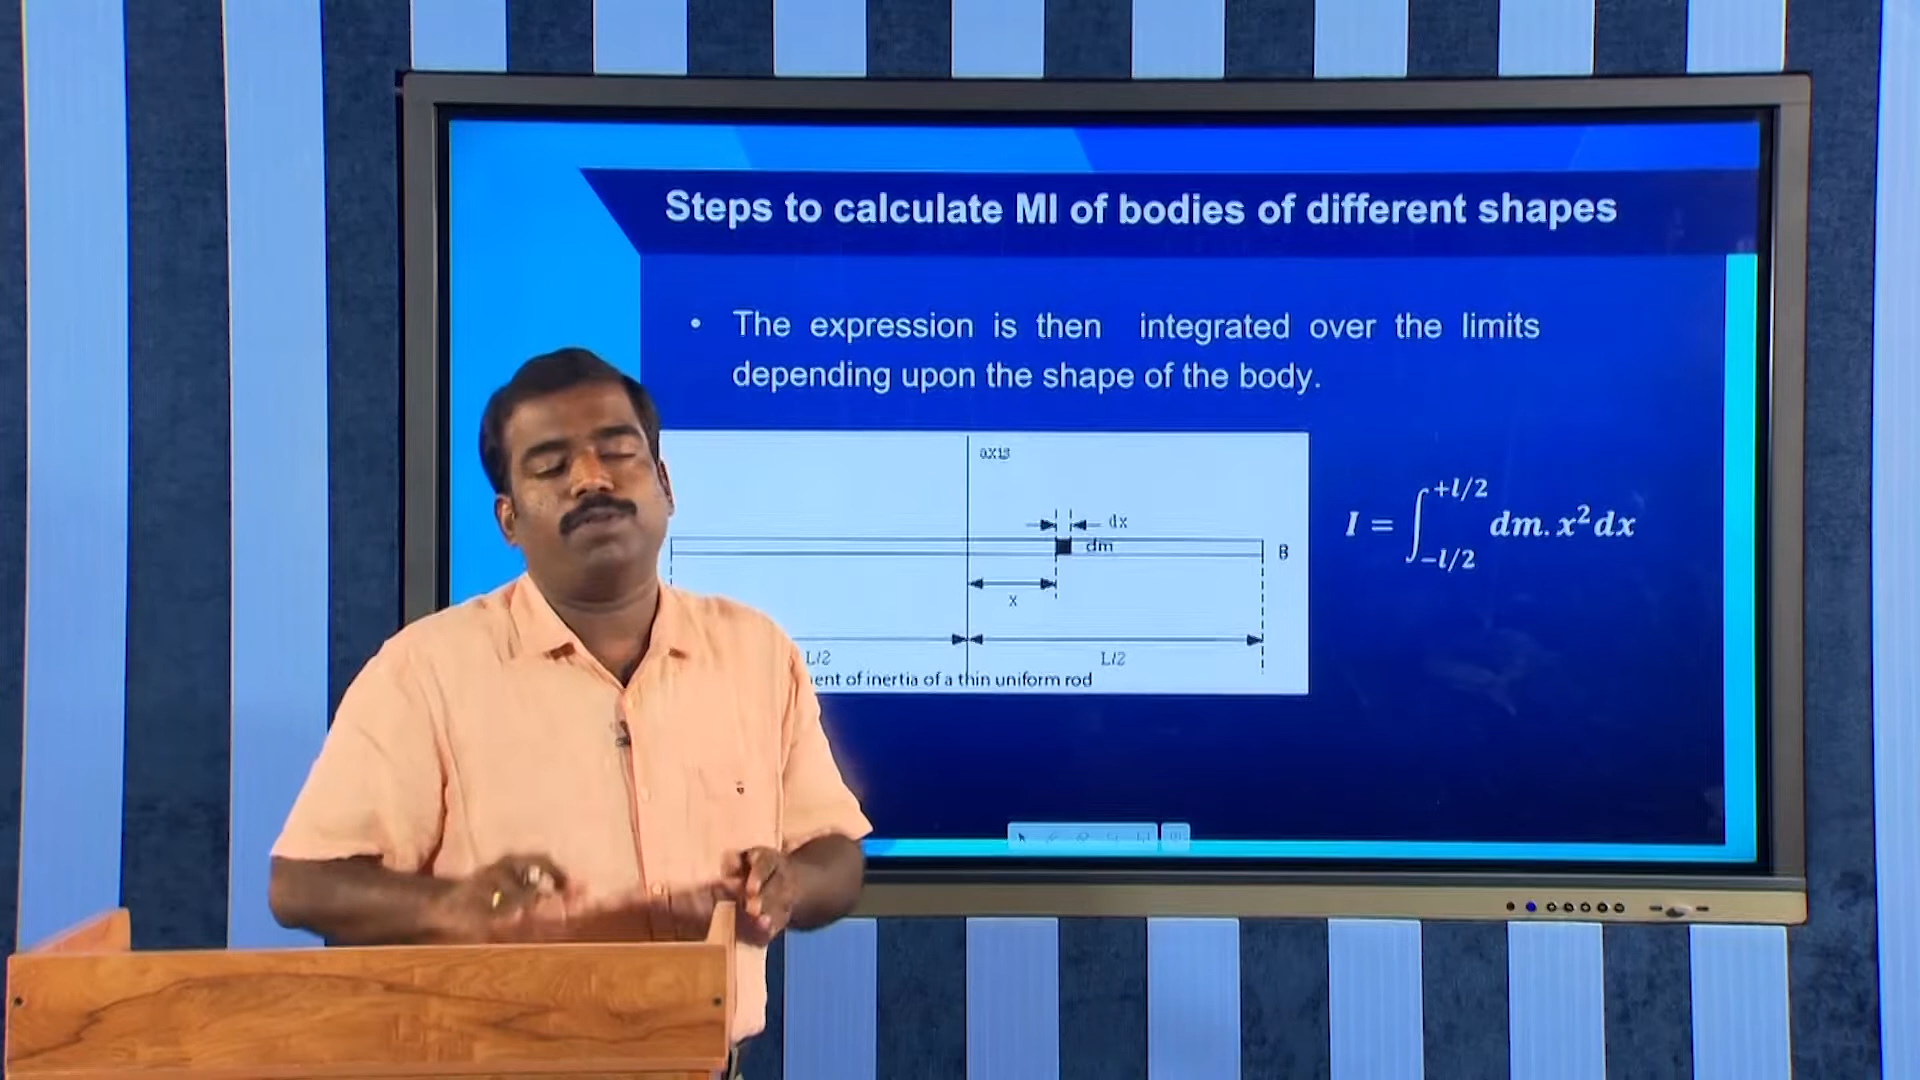 Steps to calculate MI of bodies of different shapes
• The expression is then integrated over the limits
depending upon the shape of the body.
axis
dx
dm
B
x
L/2
L/2
of inertia of a thin uniform rod
I = ∫_{-l/2}^{+l/2} dm. x² dx